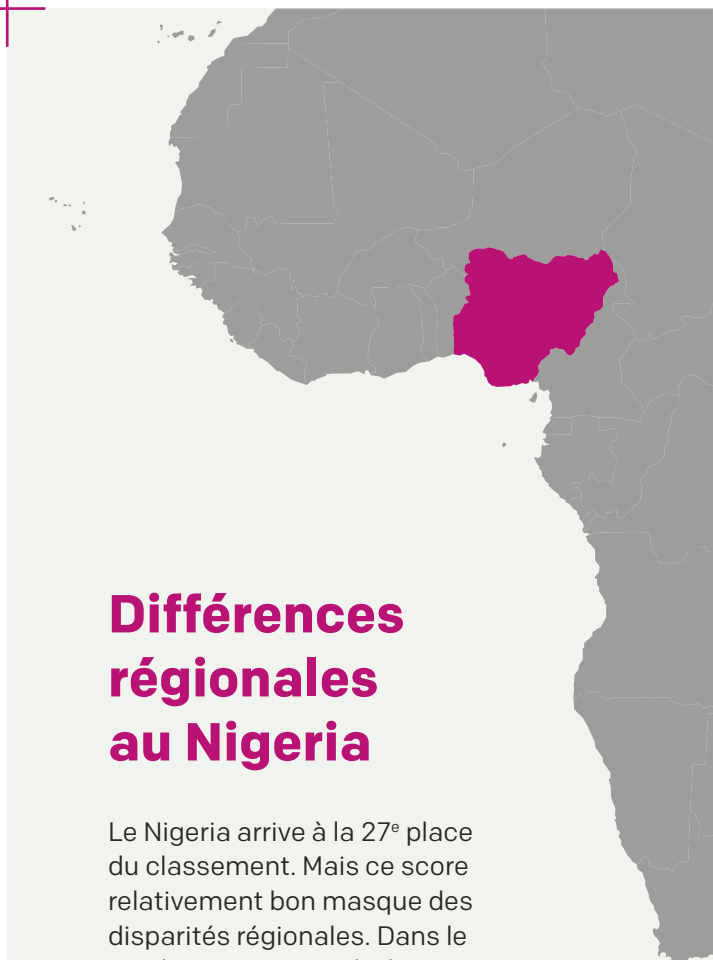 Différences
régionales
au Nigeria
Le Nigeria arrive à la 27e place
du classement. Mais ce score
relativement bon masque des
disparités régionales. Dans le